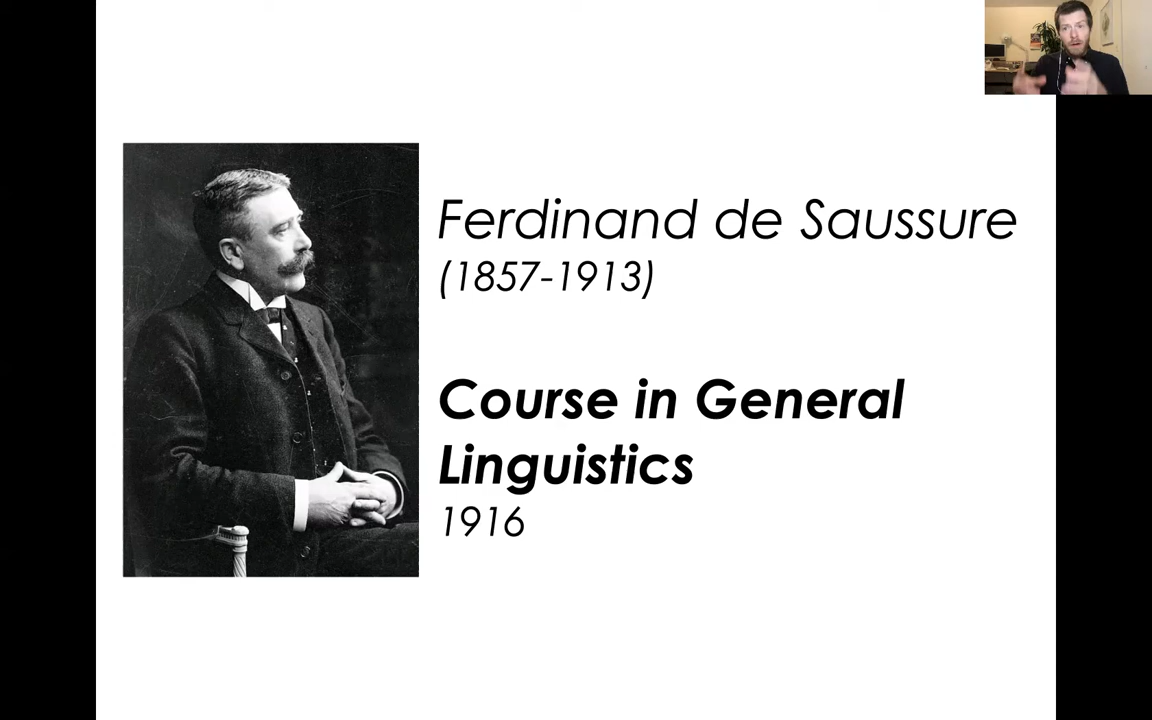 Ferdinand de Saussure
(1857-1913)
Course in General
Linguistics
1916